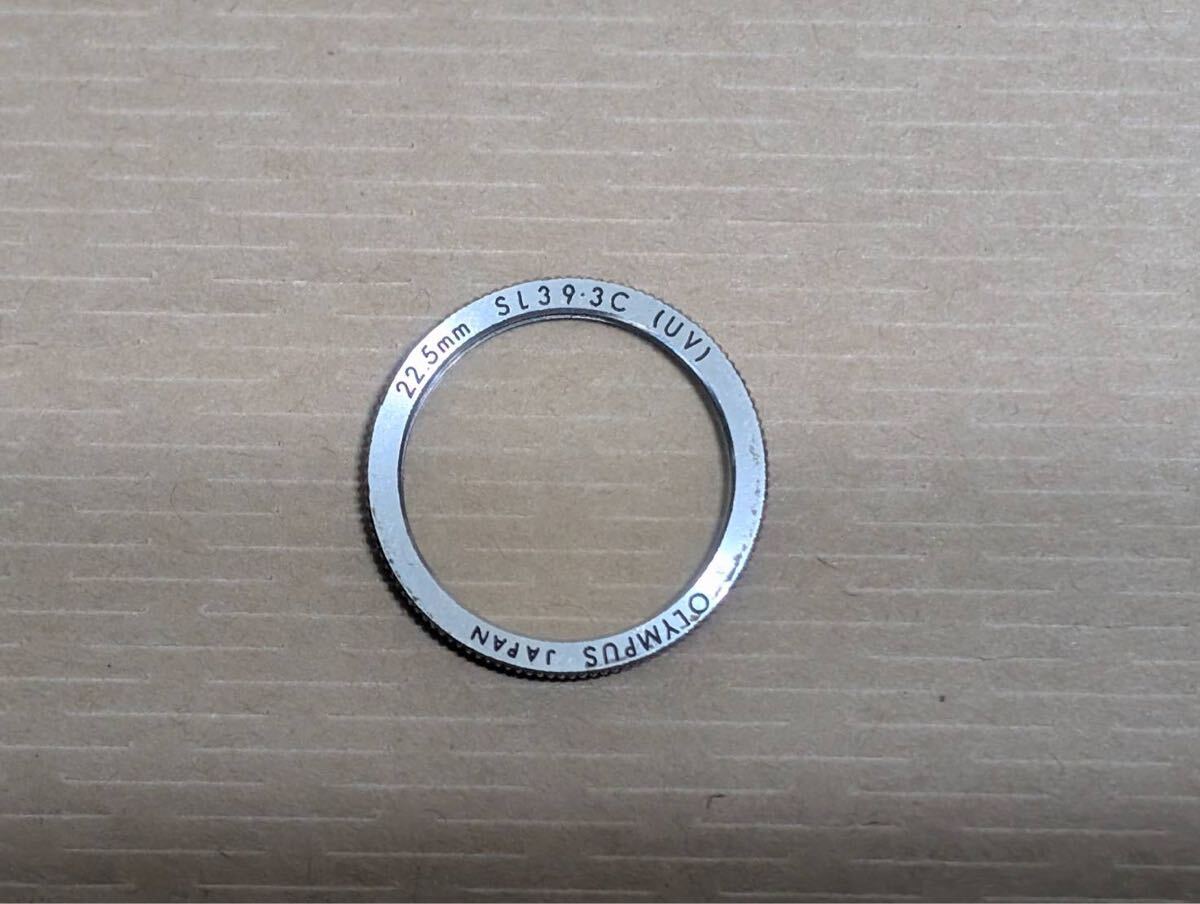 22.5mm SL39·3C (UV)
OLYMPUS JAPAN